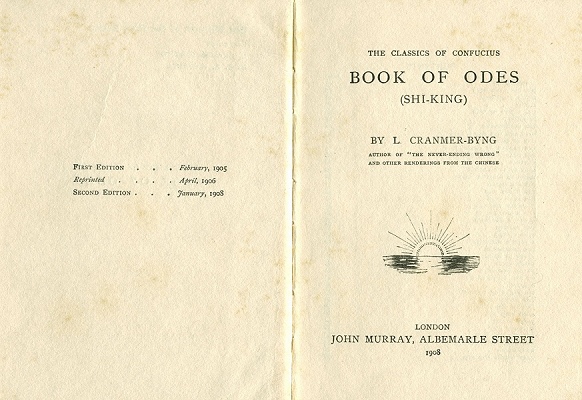 FIRST EDITION . . . February, 1905
Reprinted . . . April, 1906
SECOND EDITION . . . January, 1908
THE CLASSICS OF CONFUCIUS
BOOK OF ODES
(SHI-KING)
BY L. CRANMER-BYNG
AUTHOR OF "THE NEVER-ENDING WRONG"
AND OTHER RENDERINGS FROM THE CHINESE
LONDON
JOHN MURRAY, ALBEMARLE STREET
1908